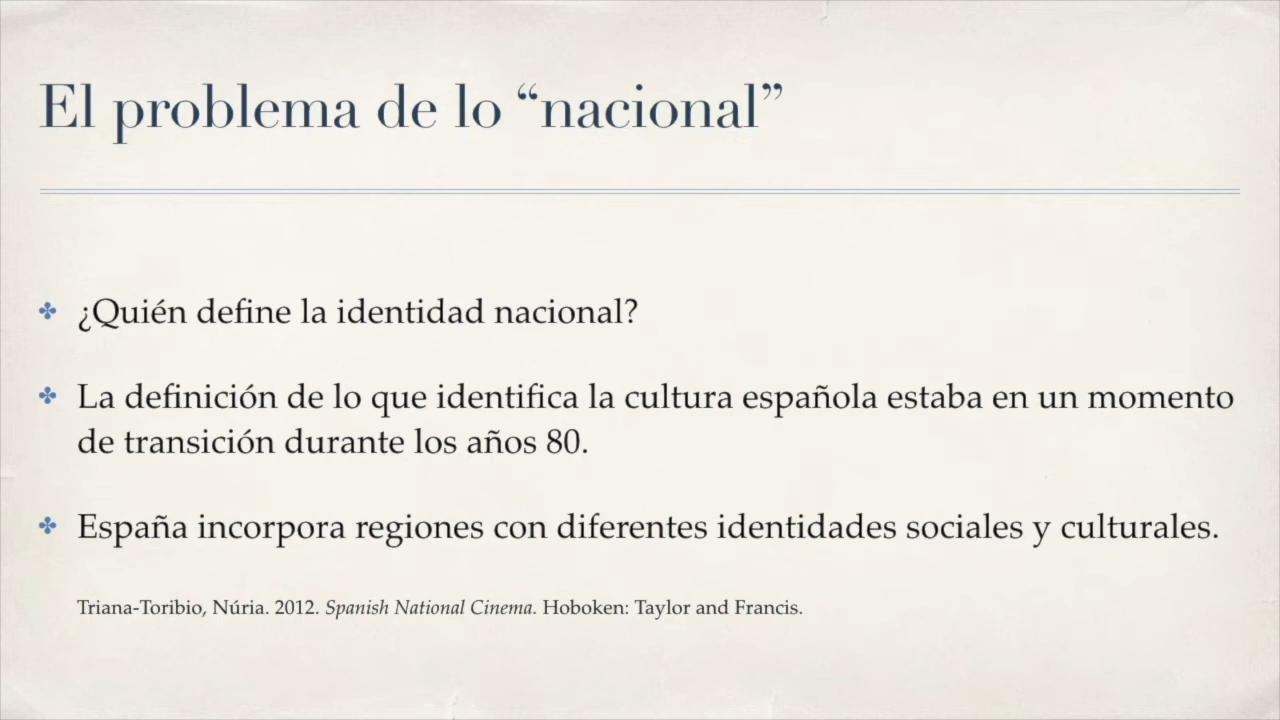 El problema de lo “nacional”
¿Quién define la identidad nacional?
La definición de lo que identifica la cultura española estaba en un momento
de transición durante los años 80.
España incorpora regiones con diferentes identidades sociales y culturales.
Triana-Toribio, Núria. 2012. Spanish National Cinema. Hoboken: Taylor and Francis.